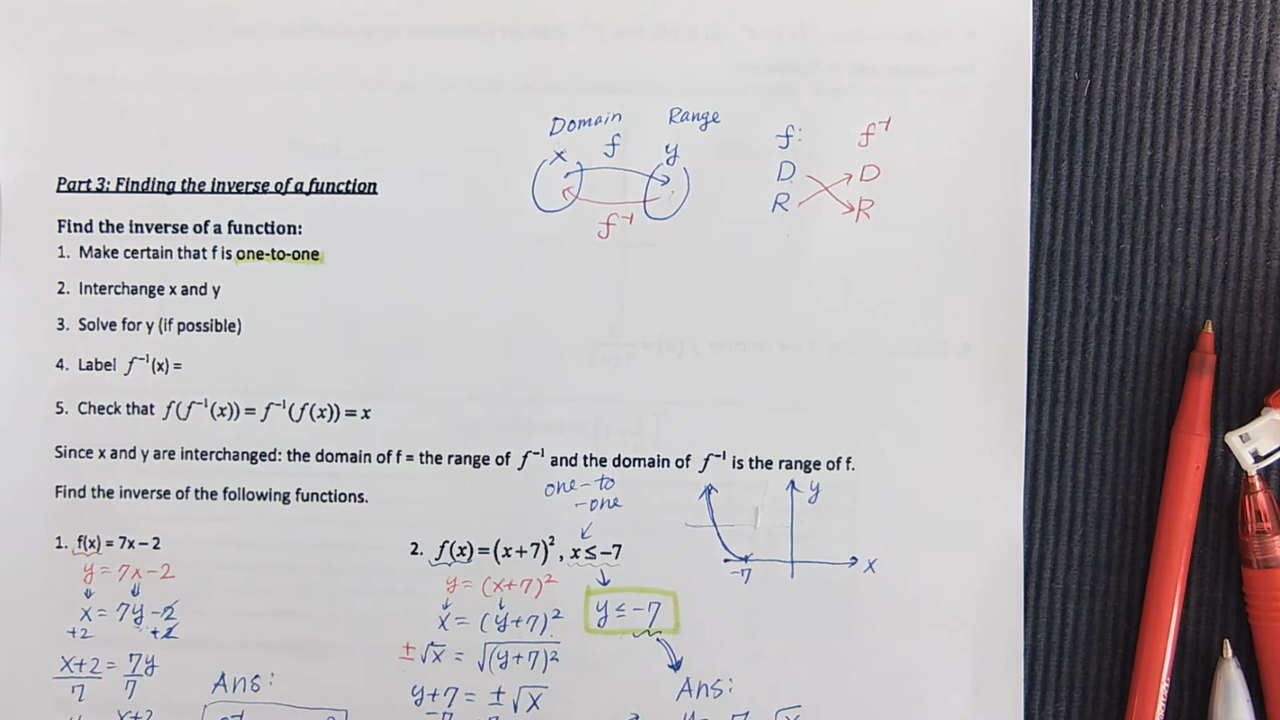 Domain Range
f f: f⁻¹
x y
D D
R R
f⁻¹
Part 3: Finding the inverse of a function
Find the inverse of a function:
1. Make certain that f is one-to-one
2. Interchange x and y
3. Solve for y (if possible)
4. Label f⁻¹(x) =
5. Check that f(f⁻¹(x)) = f⁻¹(f(x)) = x
Since x and y are interchanged: the domain of f = the range of f⁻¹ and the domain of f⁻¹ is the range of f.
Find the inverse of the following functions.
one-to
-one
y
x
-7
1. f(x) = 7x – 2
y = 7x-2
x = 7y -2
+2 +2
x+2 = 7y
7 7
Ans:
2. f(x) = (x+7)², x ≤ –7
y = (x+7)²
x = (y+7)² y ≤ -7
±√x = √(y+7)²
y+7 = ±√x
Ans: